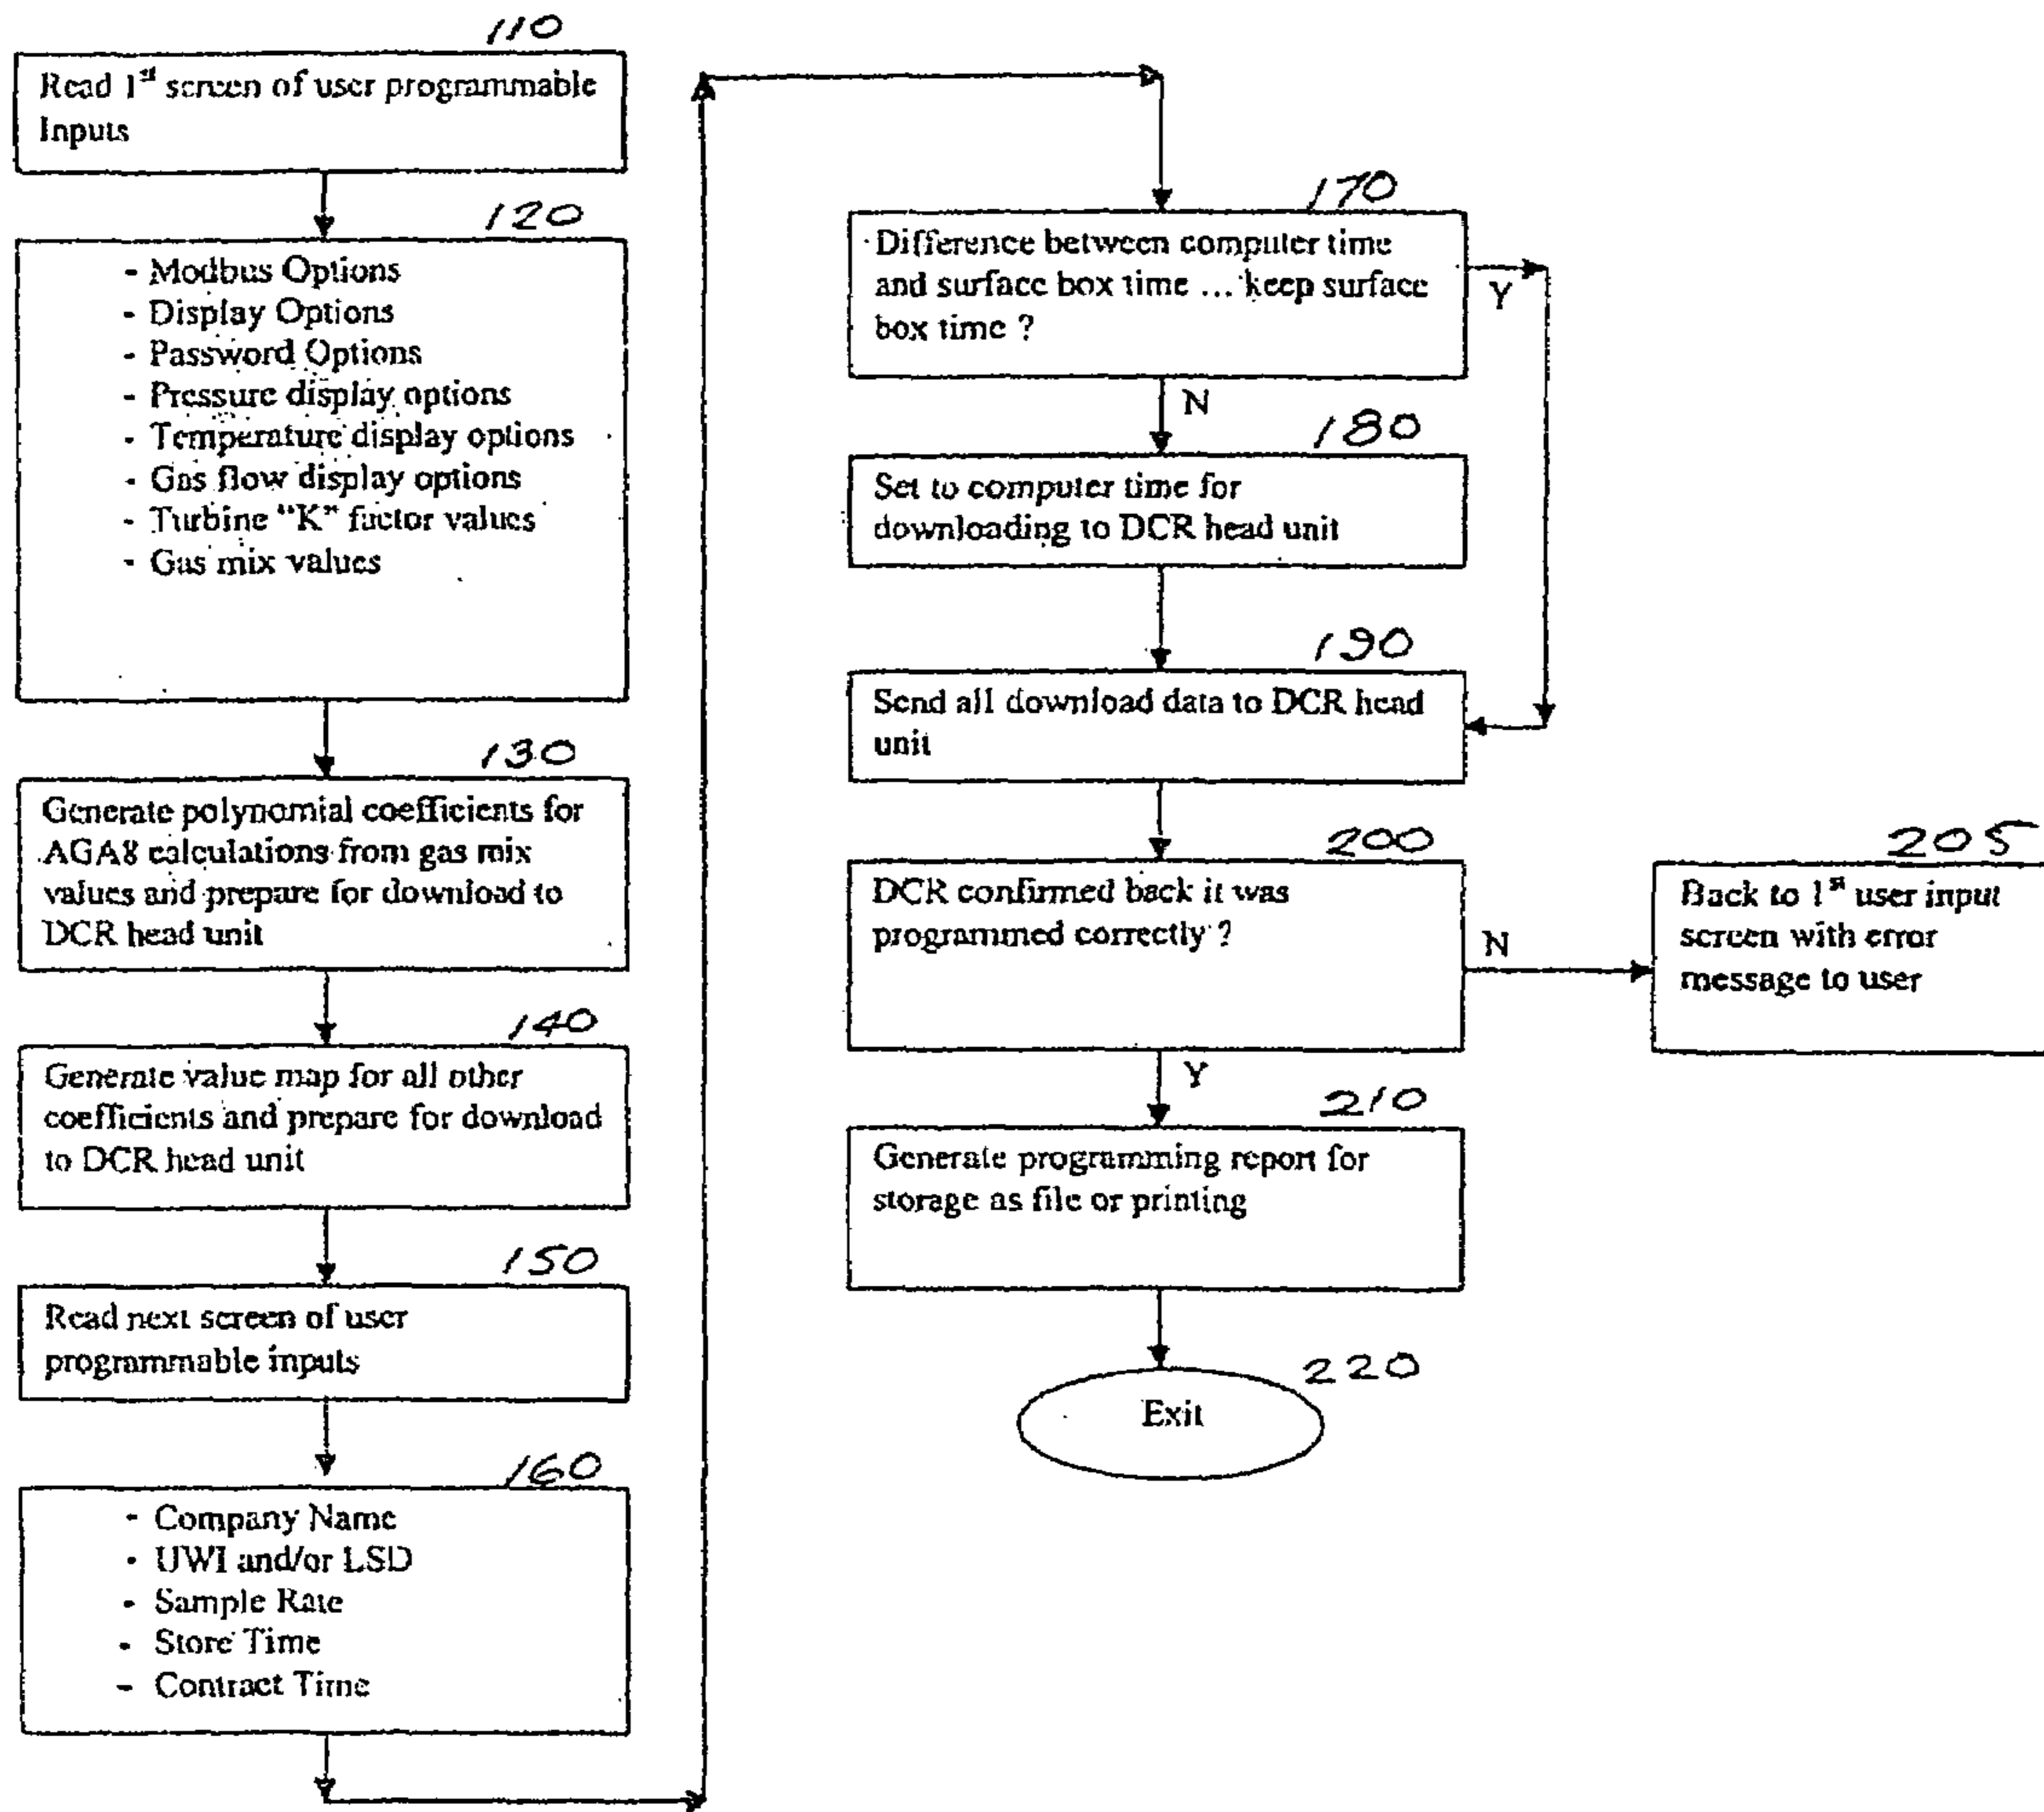 110
Read 1st screen of user programmable
Inputs
120
- Modbus Options
- Display Options
- Password Options
- Pressure display options
- Temperature display options
- Gas flow display options
- Turbine "K" factor values
- Gas mix values
130
Generate polynomial coefficients for
AGA8 calculations from gas mix
values and prepare for download to
DCR head unit
140
Generate value map for all other
coefficients and prepare for download
to DCR head unit
150
Read next screen of user
programmable inputs
160
- Company Name
- UWI and/or LSD
- Sample Rate
- Store Time
- Contract Time
170
Difference between computer time
and surface box time ... keep surface
box time ?
Y
N
180
Set to computer time for
downloading to DCR head unit
190
Send all download data to DCR head
unit
200
DCR confirmed back it was
programmed correctly ?
N
Y
205
Back to 1st user input
screen with error
message to user
210
Generate programming report for
storage as file or printing
220
Exit